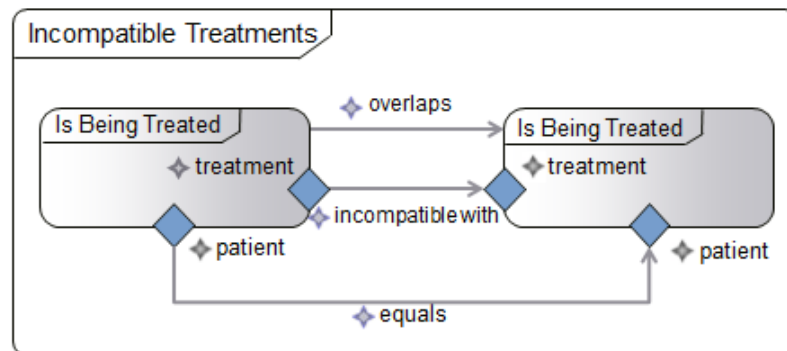 Incompatible Treatments
overlaps
Is Being Treated
Is Being Treated
treatment
treatment
incompatible with
patient
patient
equals